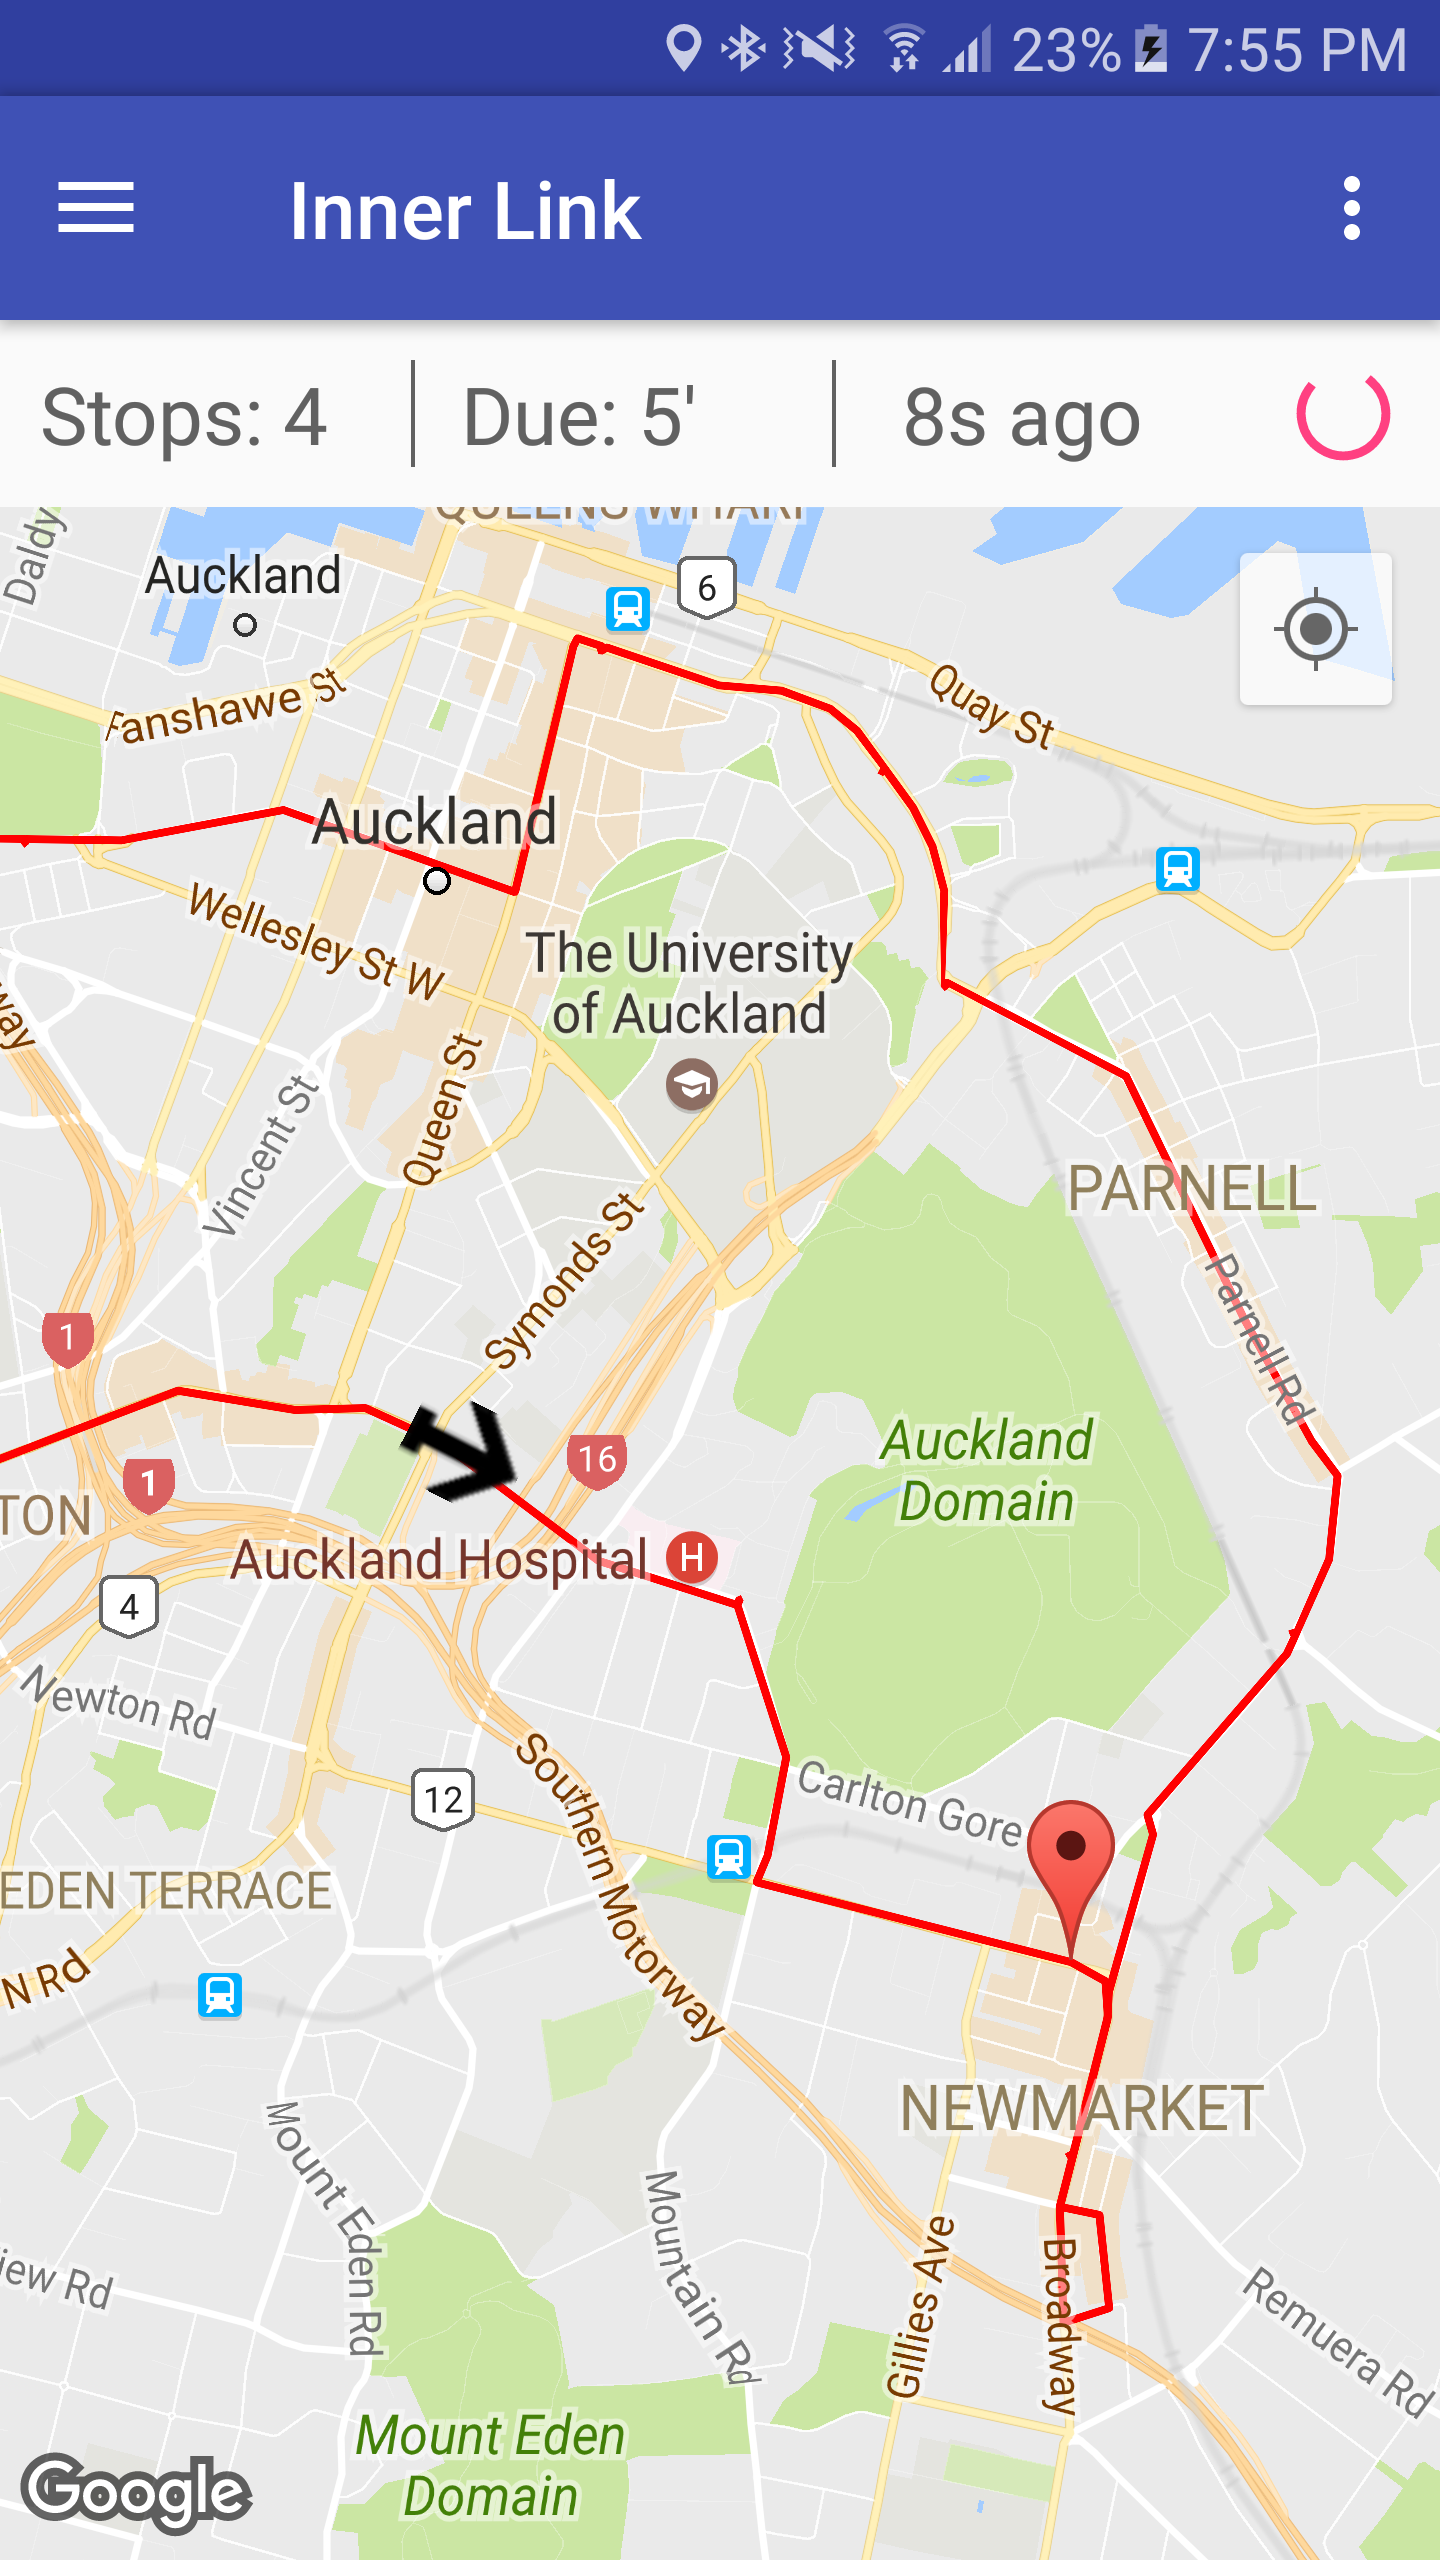 23% 7:55 PM
Inner Link
Stops: 4
Due: 5'
8s ago
QUEENS WHARF
Daldy
Auckland
6
Fanshawe St
Quay St
Auckland
Wellesley St W
The University
of Auckland
way
Queen St
Vincent St
PARNELL
Symonds St
Parnell Rd
1
Auckland
Domain
16
1
TON
Auckland Hospital
H
4
Newton Rd
Southern Motorway
12
Carlton Gore
EDEN TERRACE
N Rd
NEWMARKET
Mount Eden Rd
Mountain Rd
Gillies Ave
Broadway
iew Rd
Remuera Rd
Mount Eden
Domain
Google